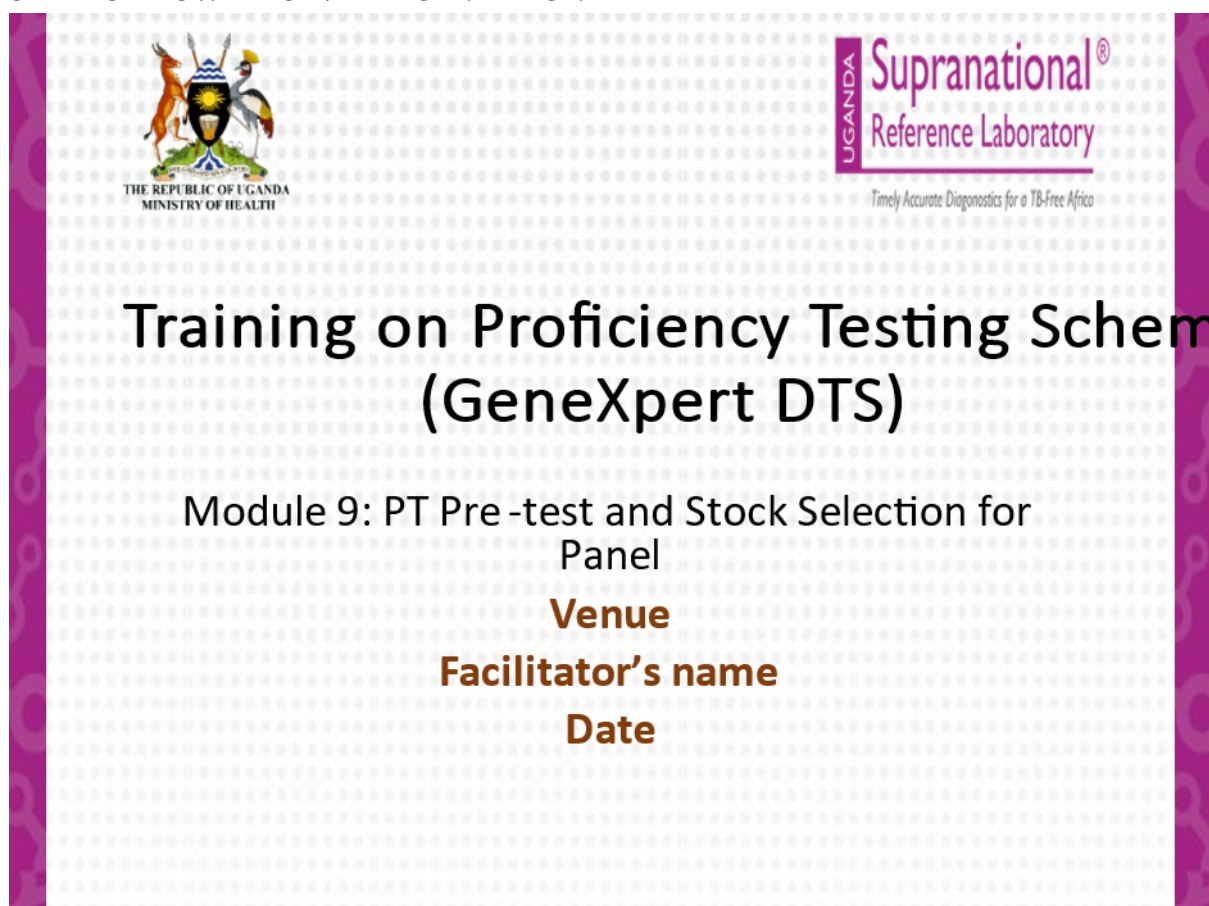 THE REPUBLIC OF UGANDA
MINISTRY OF HEALTH
UGANDA
Supranational®
Reference Laboratory
Timely Accurate Diagonostics for a TB-Free Africa
Training on Proficiency Testing Schem
(GeneXpert DTS)
Module 9: PT Pre-test and Stock Selection for
Panel
Venue
Facilitator’s name
Date